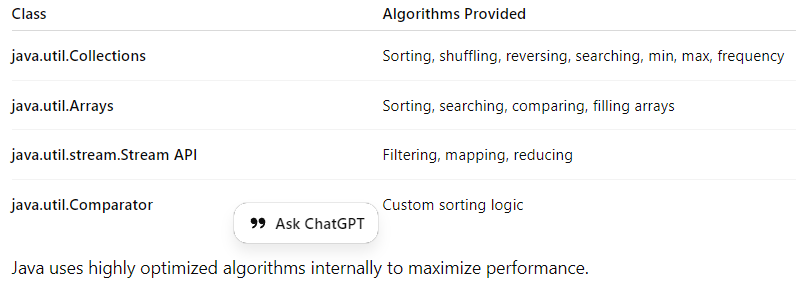 Class Algorithms Provided
java.util.Collections Sorting, shuffling, reversing, searching, min, max, frequency
java.util.Arrays Sorting, searching, comparing, filling arrays
java.util.stream.Stream API Filtering, mapping, reducing
java.util.Comparator Custom sorting logic
Ask ChatGPT
Java uses highly optimized algorithms internally to maximize performance.